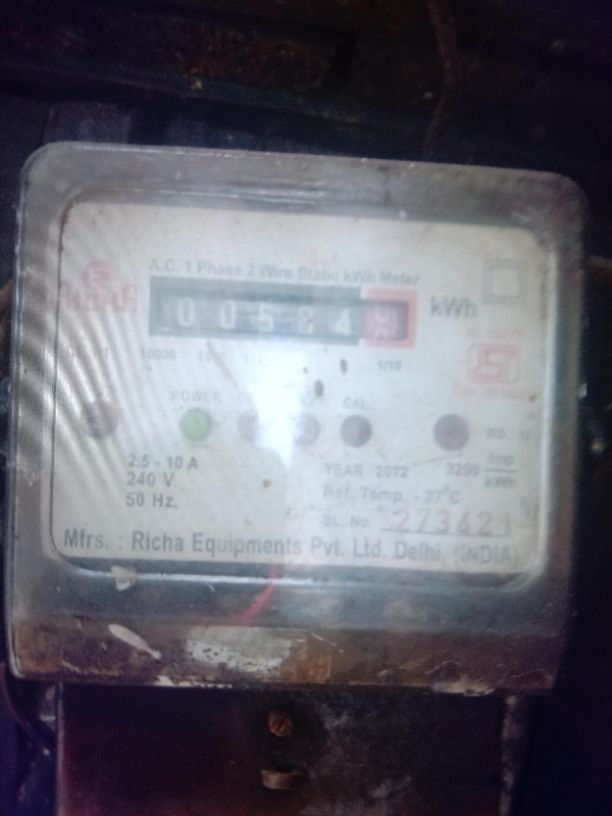 A.C. 1 Phase 2 Wire Static kWh Meter
00584 kWh
10000 1/10
POWER CAL
2.5 - 10 A
240 V.
50 Hz.
YEAR : 2012 3200 Imp/kWh
Ref. Temp. - 27°C
SL. No. 273421
Mfrs. : Richa Equipments Pvt. Ltd. Delhi. (INDIA)